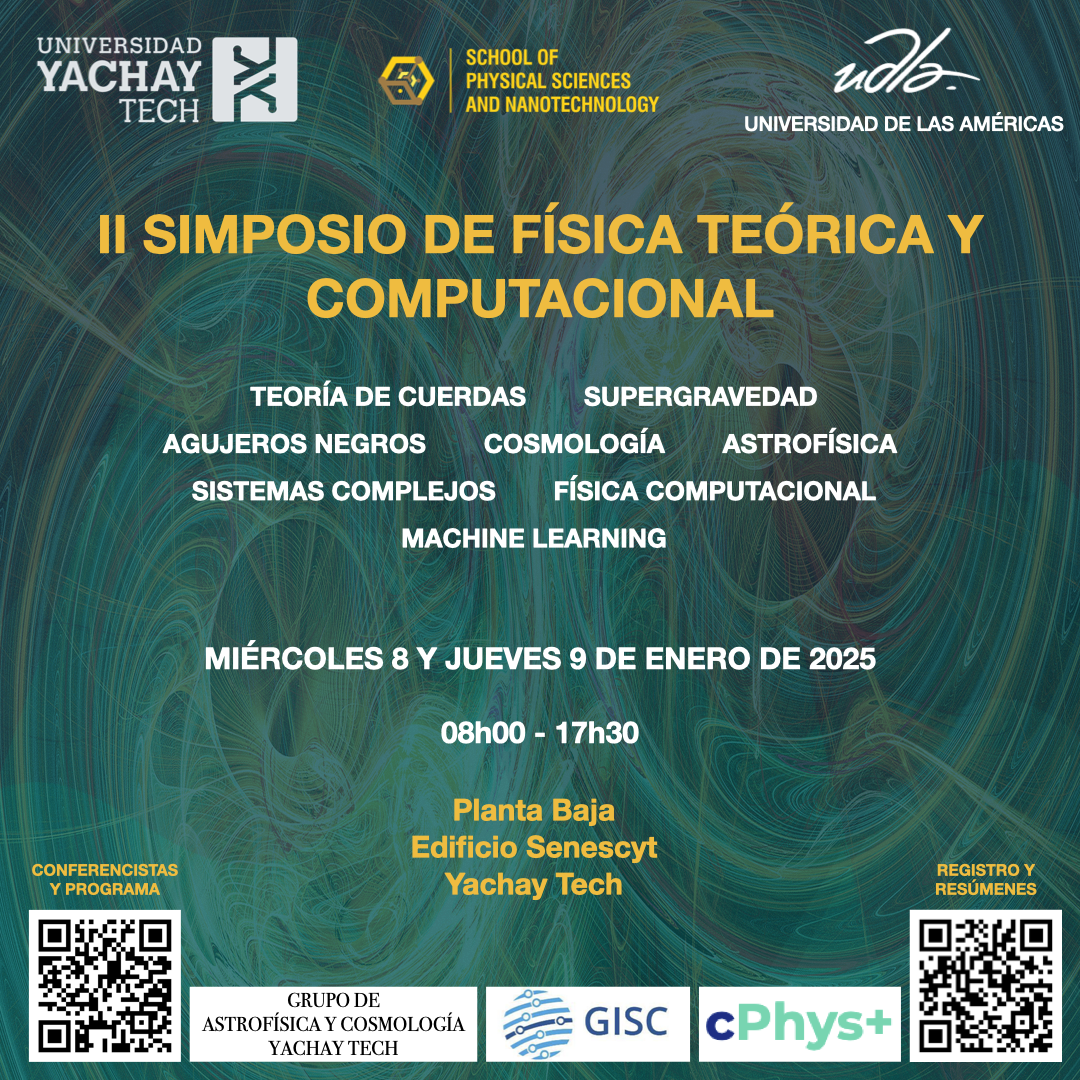 UNIVERSIDAD
YACHAY
TECH
SCHOOL OF
PHYSICAL SCIENCES
AND NANOTECHNOLOGY
udla
UNIVERSIDAD DE LAS AMÉRICAS
II SIMPOSIO DE FÍSICA TEÓRICA Y
COMPUTACIONAL
TEORÍA DE CUERDAS SUPERGRAVEDAD
AGUJEROS NEGROS COSMOLOGÍA ASTROFÍSICA
SISTEMAS COMPLEJOS FÍSICA COMPUTACIONAL
MACHINE LEARNING
MIÉRCOLES 8 Y JUEVES 9 DE ENERO DE 2025
08h00 - 17h30
Planta Baja
Edificio Senescyt
Yachay Tech
CONFERENCISTAS
Y PROGRAMA
REGISTRO Y
RESÚMENES
GRUPO DE
ASTROFÍSICA Y COSMOLOGÍA
YACHAY TECH
GISC
cPhys+